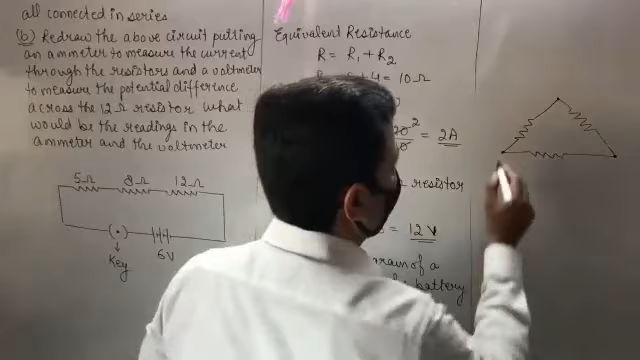 all connected in series
(b) Redraw the above circuit putting
an ammeter to measure the current
through the resistors and a voltmeter
to measure the potential difference
across the 12Ω resistor. What
would be the readings in the
ammeter and the voltmeter
5Ω 8Ω 12Ω
Key
6V
Equivalent Resistance
R = R₁ + R₂
+ 4 = 10Ω
= 2A
resistor
= 12 V
of a
battery